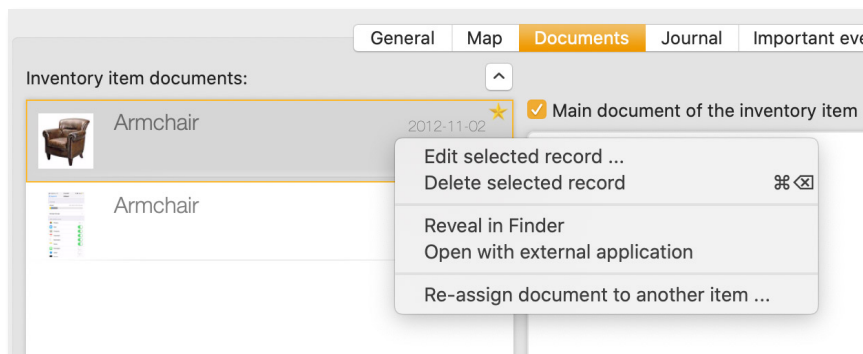 General Map Documents Journal Important eve
Inventory item documents:
Main document of the inventory item
Armchair
2012-11-02
Edit selected record ...
Delete selected record ⌘⌫
Armchair
Reveal in Finder
Open with external application
Re-assign document to another item ...